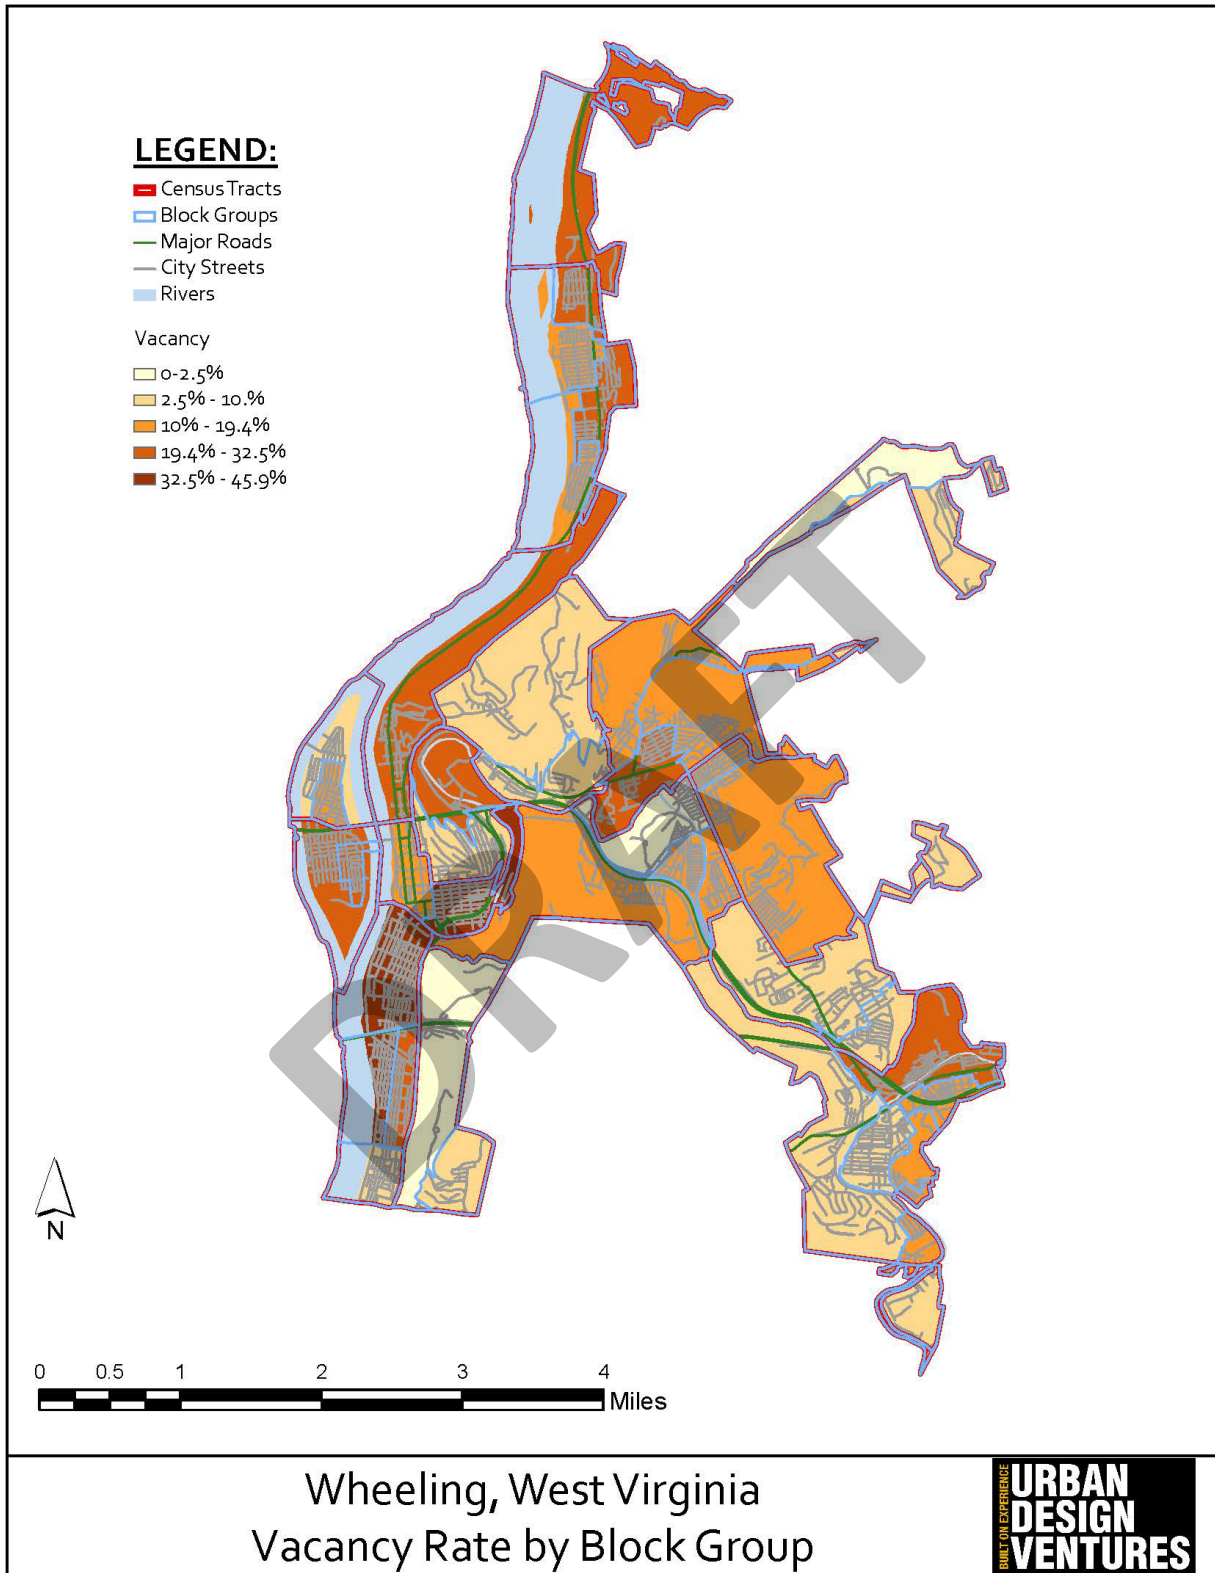 LEGEND:
Census Tracts
Block Groups
Major Roads
City Streets
Rivers
Vacancy
0-2.5%
2.5% - 10.%
10% - 19.4%
19.4% - 32.5%
32.5% - 45.9%
DRAFT
N
0 0.5 1 2 3 4
Miles
Wheeling, West Virginia
Vacancy Rate by Block Group
BUILT ON EXPERIENCE
URBAN
DESIGN
VENTURES